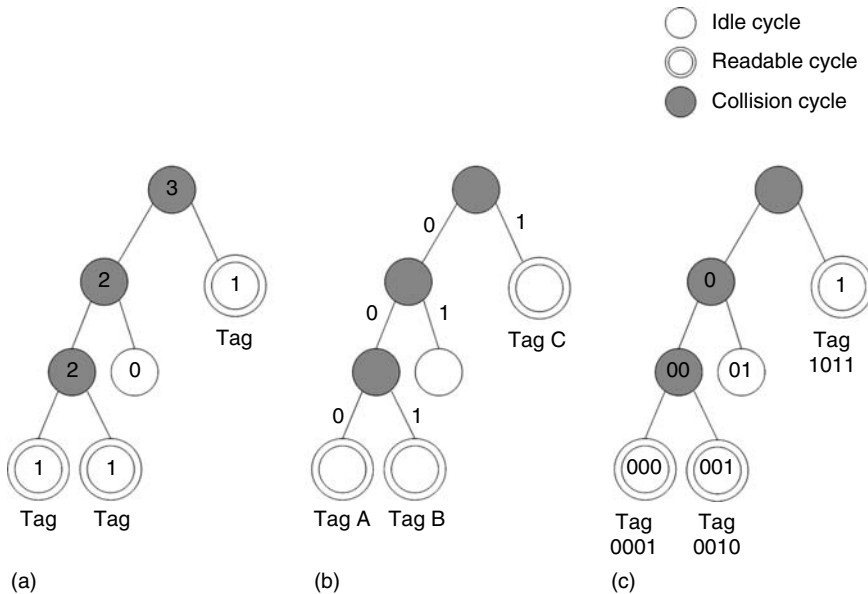 Idle cycle
Readable cycle
Collision cycle
3
2
1
Tag
2
0
1
1
Tag
Tag
(a)
0
1
0
1
Tag C
0
1
Tag A
Tag B
(b)
0
1
Tag
1011
00
01
000
001
Tag
0001
Tag
0010
(c)